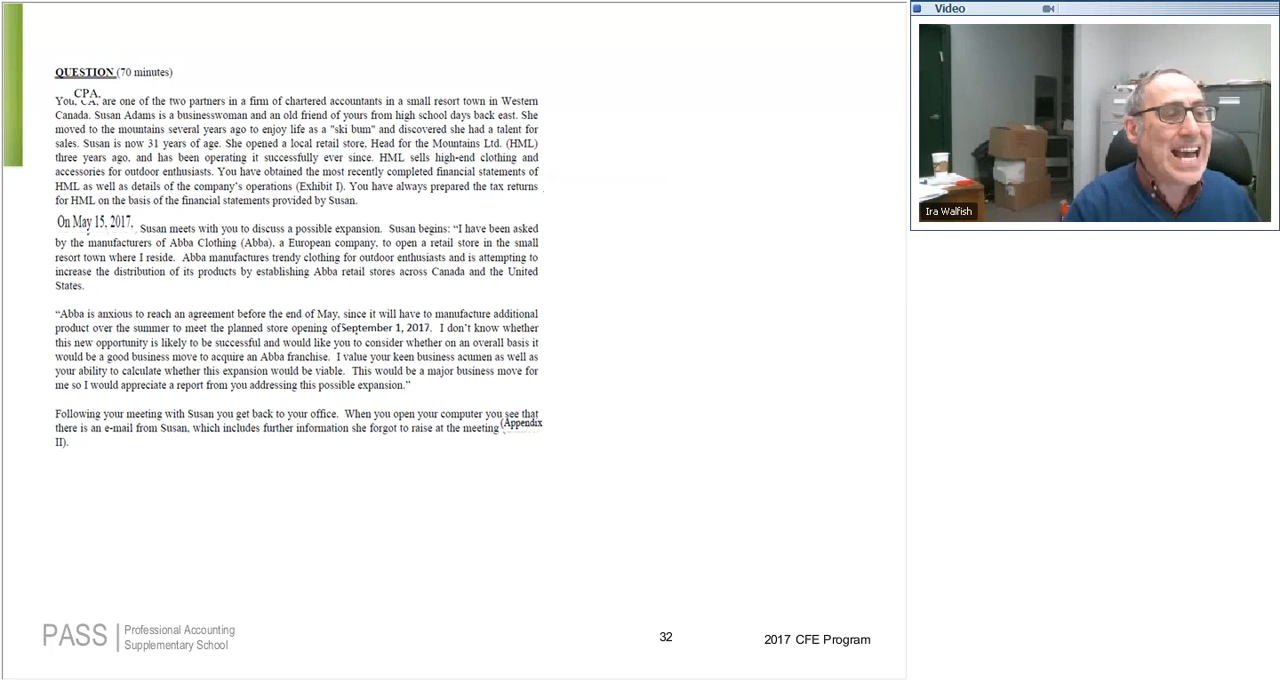 QUESTION (70 minutes)
CPA,
You, CA, are one of the two partners in a firm of chartered accountants in a small resort town in Western
Canada. Susan Adams is a businesswoman and an old friend of yours from high school days back east. She
moved to the mountains several years ago to enjoy life as a "ski bum" and discovered she had a talent for
sales. Susan is now 31 years of age. She opened a local retail store, Head for the Mountains Ltd. (HML)
three years ago, and has been operating it successfully ever since. HML sells high-end clothing and
accessories for outdoor enthusiasts. You have obtained the most recently completed financial statements of
HML as well as details of the company's operations (Exhibit I). You have always prepared the tax returns
for HML on the basis of the financial statements provided by Susan.
On May 15, 2017, Susan meets with you to discuss a possible expansion. Susan begins: "I have been asked
by the manufacturers of Abba Clothing (Abba), a European company, to open a retail store in the small
resort town where I reside. Abba manufactures trendy clothing for outdoor enthusiasts and is attempting to
increase the distribution of its products by establishing Abba retail stores across Canada and the United
States.
"Abba is anxious to reach an agreement before the end of May, since it will have to manufacture additional
product over the summer to meet the planned store opening of September 1, 2017. I don't know whether
this new opportunity is likely to be successful and would like you to consider whether on an overall basis it
would be a good business move to acquire an Abba franchise. I value your keen business acumen as well as
your ability to calculate whether this expansion would be viable. This would be a major business move for
me so I would appreciate a report from you addressing this possible expansion."
Following your meeting with Susan you get back to your office. When you open your computer you see that
there is an e-mail from Susan, which includes further information she forgot to raise at the meeting (Appendix
II).
PASS
Professional Accounting
Supplementary School
32
2017 CFE Program
Video
Ira Walfish